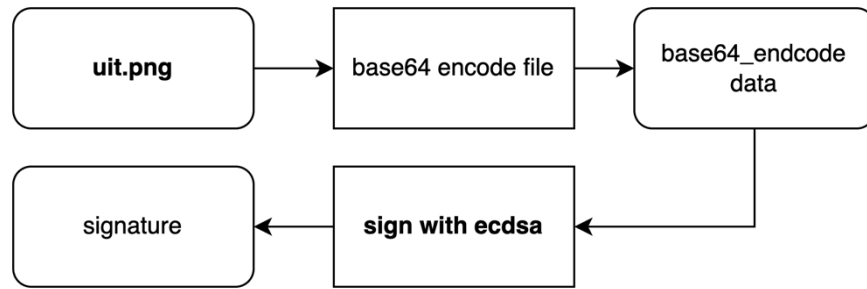 uit.png
base64 encode file
base64_endcode
data
signature
sign with ecdsa